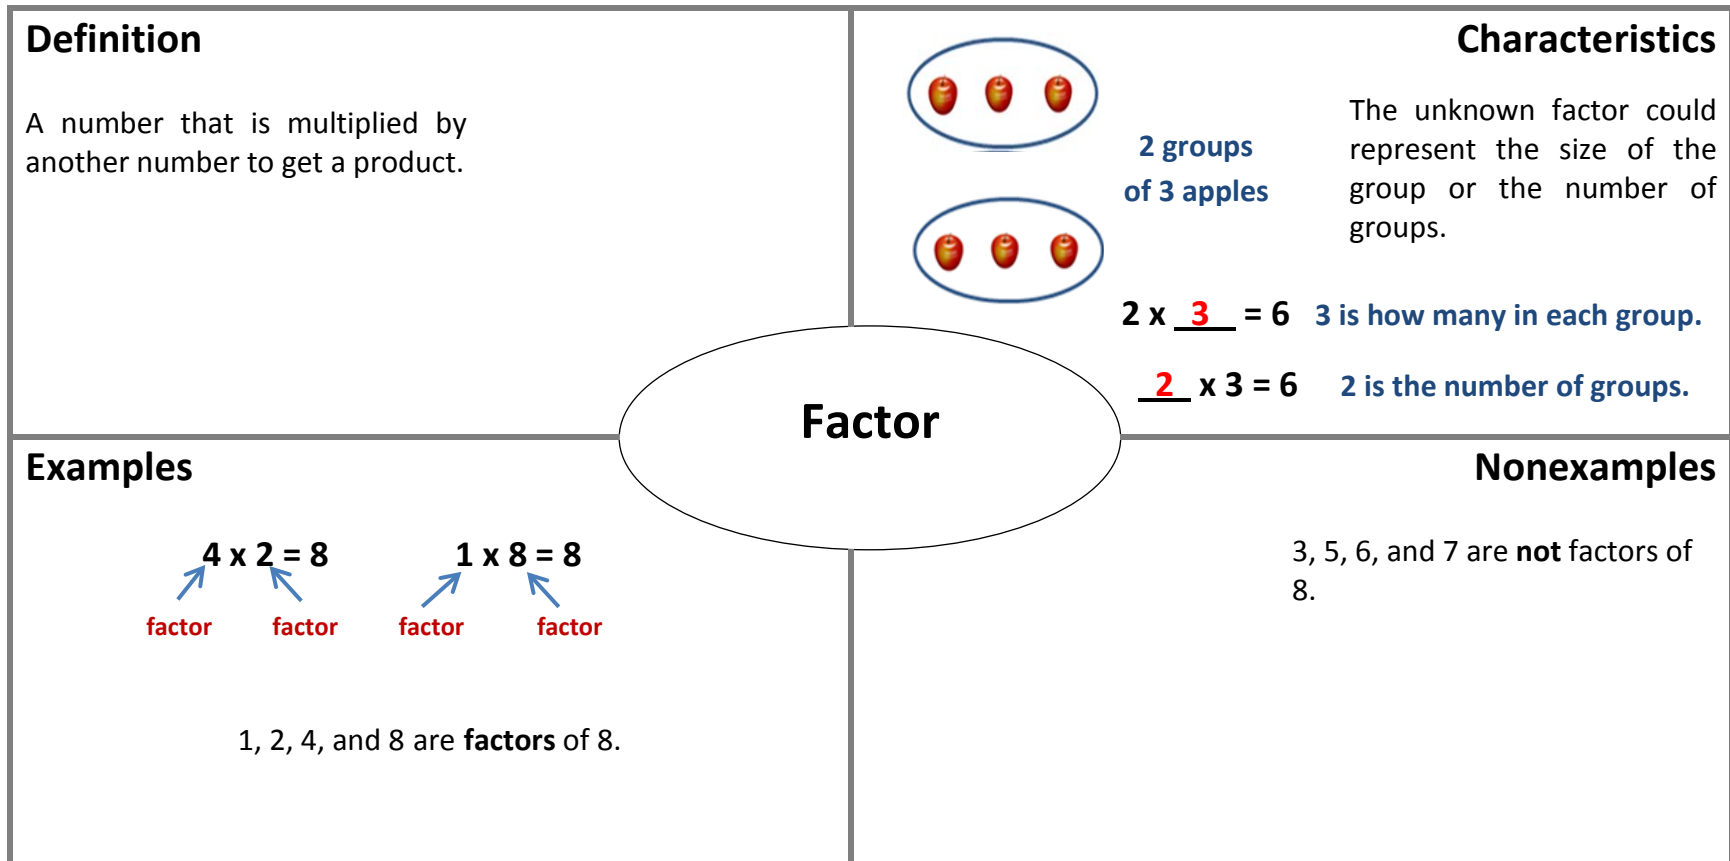 Definition
A number that is multiplied by
another number to get a product.
Characteristics
2 groups
of 3 apples
The unknown factor could
represent the size of the
group or the number of
groups.
2 x 3 = 6 3 is how many in each group.
2 x 3 = 6 2 is the number of groups.
Factor
Examples
4 x 2 = 8 1 x 8 = 8
factor factor factor factor
1, 2, 4, and 8 are factors of 8.
Nonexamples
3, 5, 6, and 7 are not factors of
8.